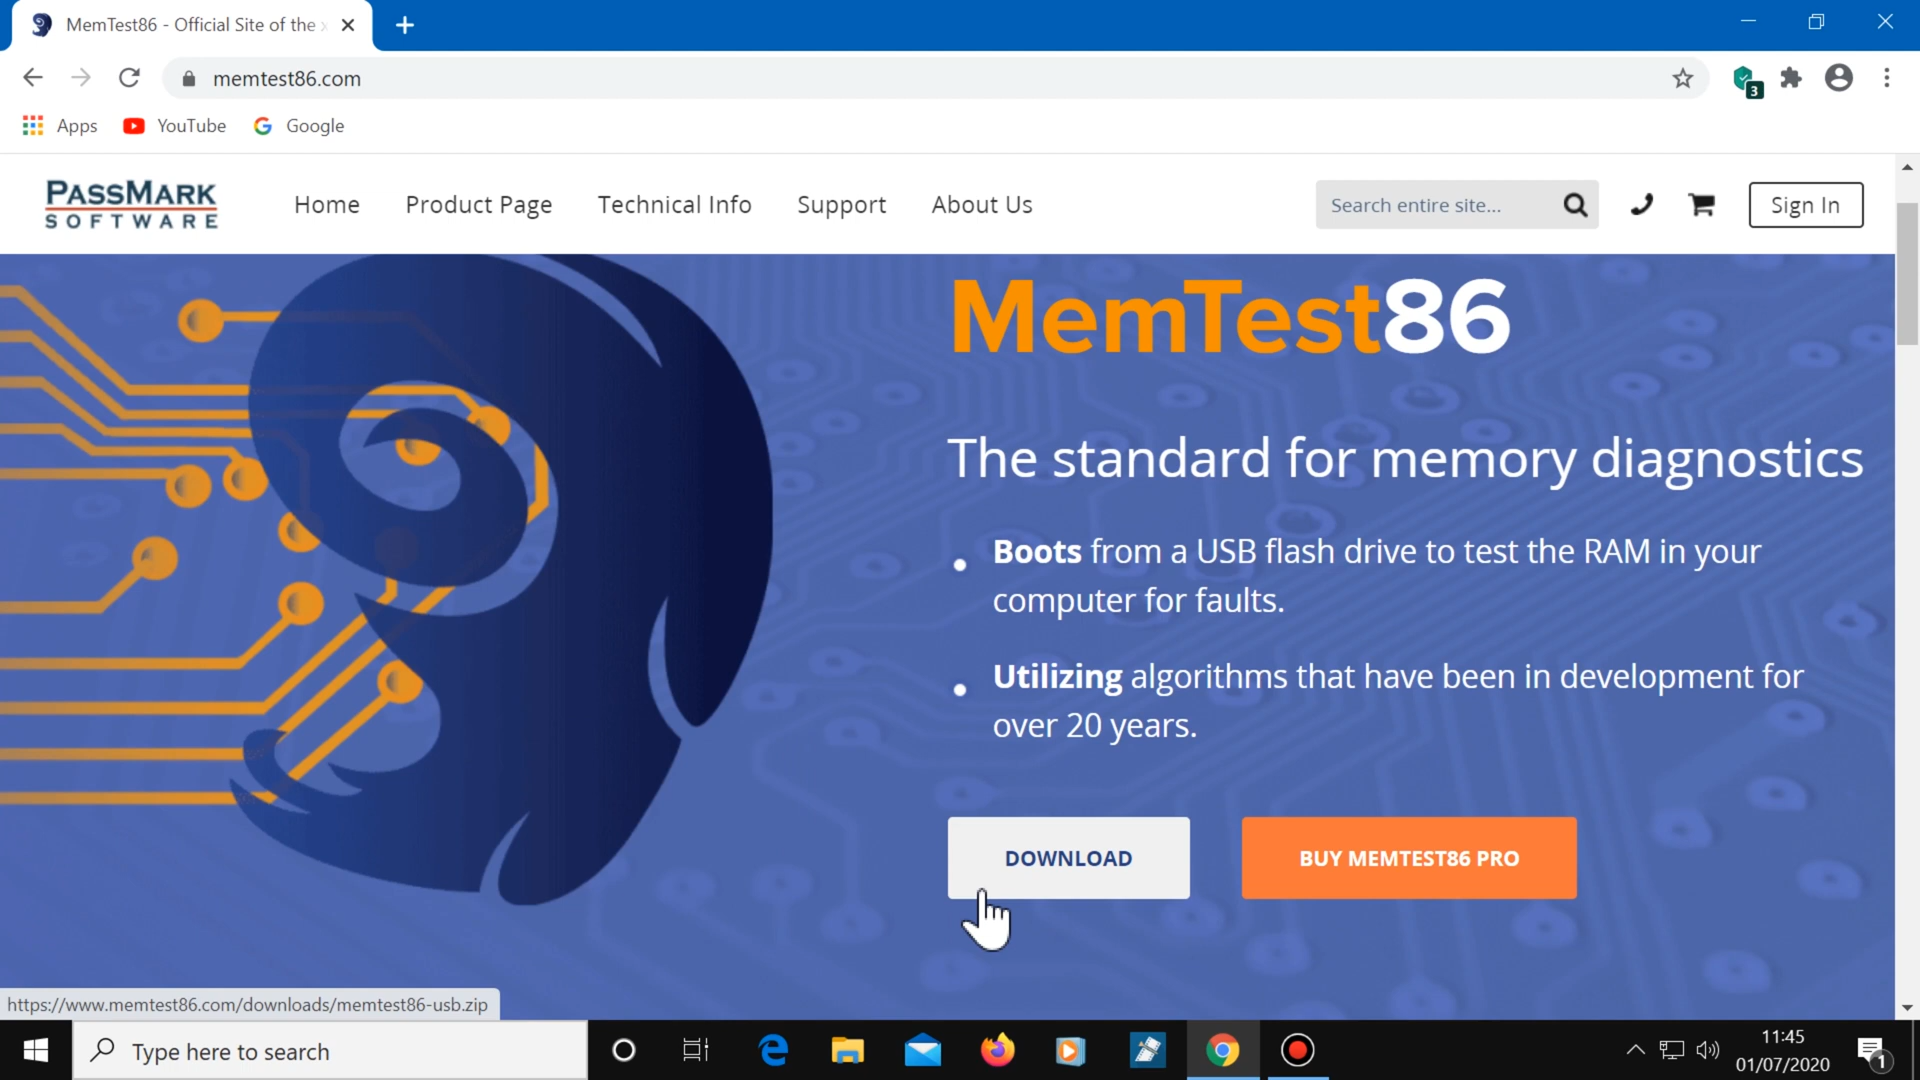 MemTest86 - Official Site of the x
memtest86.com
3
Apps
YouTube
Google
PASSMARK
SOFTWARE
Home
Product Page
Technical Info
Support
About Us
Search entire site...
Sign In
MemTest86
The standard for memory diagnostics
Boots from a USB flash drive to test the RAM in your
computer for faults.
Utilizing algorithms that have been in development for
over 20 years.
DOWNLOAD
BUY MEMTEST86 PRO
https://www.memtest86.com/downloads/memtest86-usb.zip
Type here to search
11:45
01/07/2020
1